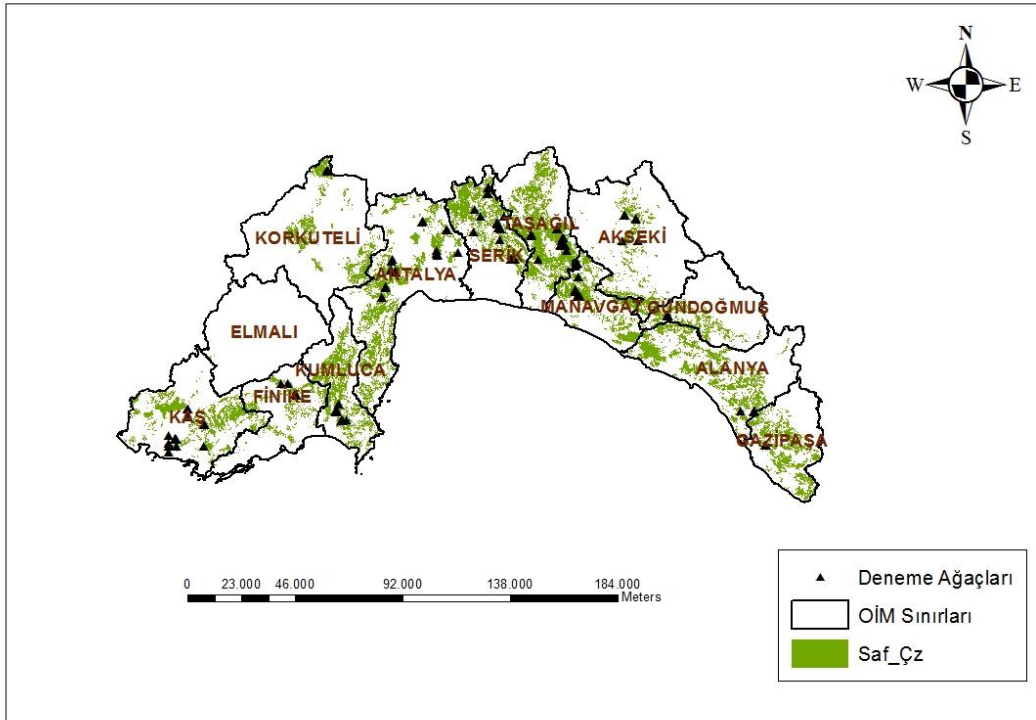 N
W E
S
KORKUTELİ
TAŞAĞIL
AKSEKİ
SERİK
ANTALYA
MANAVGAT
GÜNDOĞMUŞ
ELMALI
KUMLUCA
ALANYA
FİNİKE
KAŞ
GAZİPAŞA
0 23.000 46.000 92.000 138.000 184.000
Meters
Deneme Ağaçları
OİM Sınırları
Saf_Çz